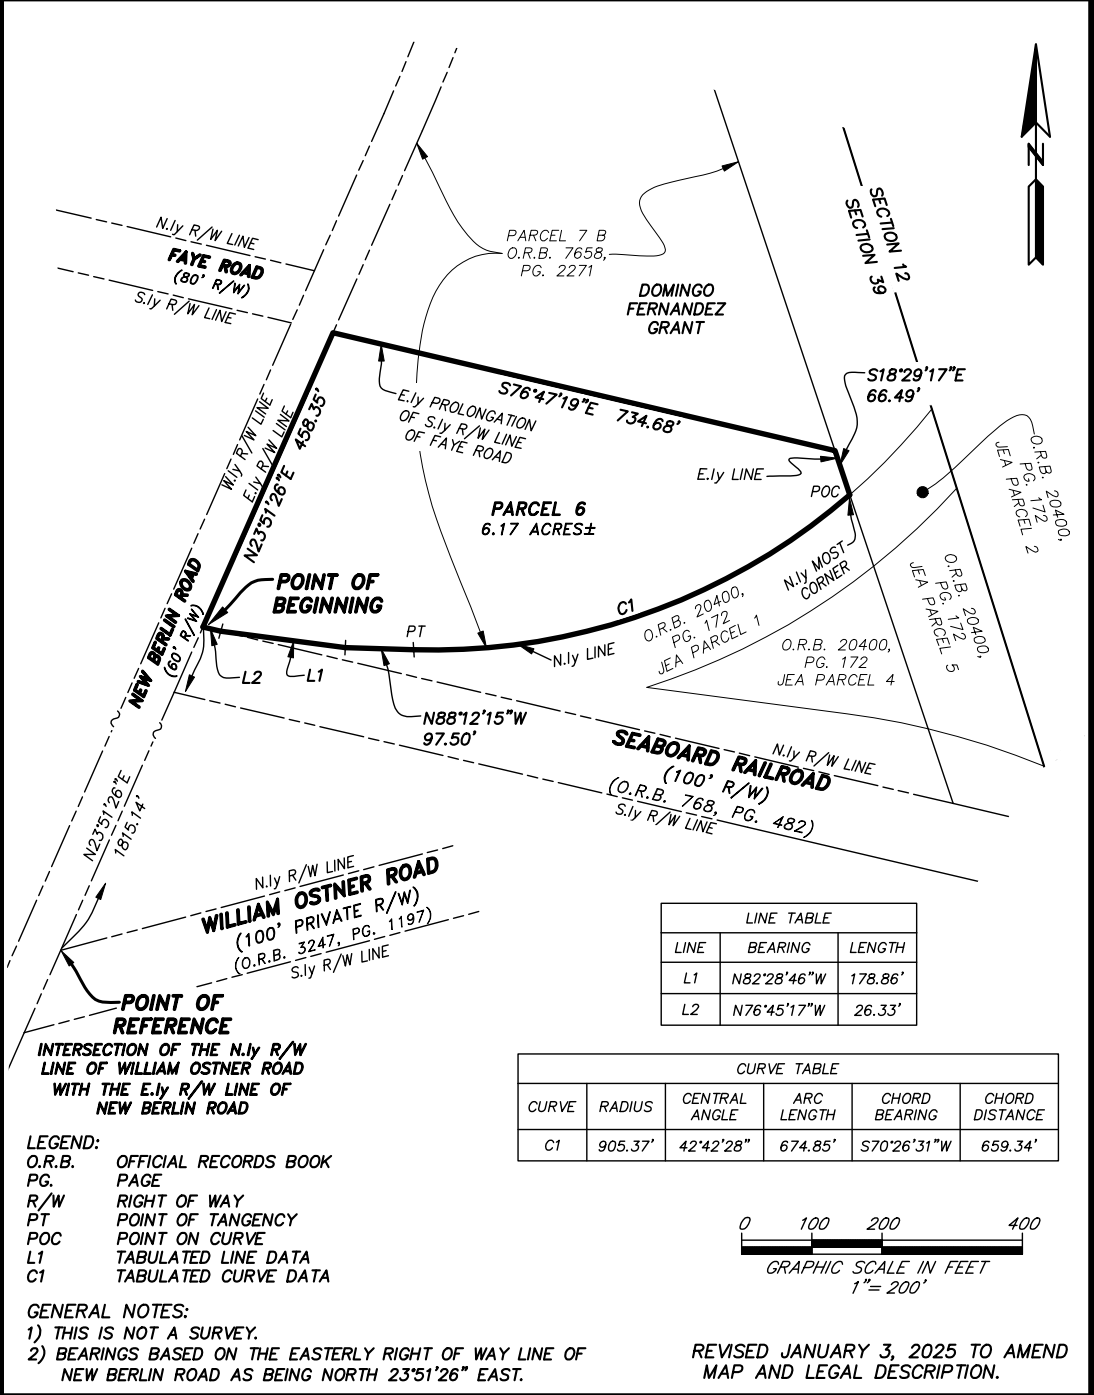 N
N.ly R/W LINE
FAYE ROAD
(80' R/W)
S.ly R/W LINE
PARCEL 7 B
O.R.B. 7658,
PG. 2271
DOMINGO
FERNANDEZ
GRANT
SECTION 12
SECTION 39
S18°29'17"E
66.49'
S76°47'19"E 734.68'
E.ly PROLONGATION
OF S.ly R/W LINE
OF FAYE ROAD
W.ly R/W LINE
E.ly R/W LINE
N23°51'26"E 458.35'
E.ly LINE
POC
PARCEL 6
6.17 ACRES±
N.ly MOST
CORNER
O.R.B. 20400,
PG. 172
JEA PARCEL 2
O.R.B. 20400,
PG. 172
JEA PARCEL 5
O.R.B. 20400,
PG. 172
JEA PARCEL 1
O.R.B. 20400,
PG. 172
JEA PARCEL 4
POINT OF
BEGINNING
NEW BERLIN ROAD
(60' R/W)
C1
PT
N.ly LINE
L2
L1
N88°12'15"W
97.50'
SEABOARD RAILROAD
(100' R/W)
(O.R.B. 768, PG. 482)
N.ly R/W LINE
S.ly R/W LINE
N23°51'26"E
1815.14'
N.ly R/W LINE
WILLIAM OSTNER ROAD
(100' PRIVATE R/W)
(O.R.B. 3247, PG. 1197)
S.ly R/W LINE
POINT OF
REFERENCE
INTERSECTION OF THE N.ly R/W
LINE OF WILLIAM OSTNER ROAD
WITH THE E.ly R/W LINE OF
NEW BERLIN ROAD
LINE TABLE
LINE BEARING LENGTH
L1 N82°28'46"W 178.86'
L2 N76°45'17"W 26.33'
CURVE TABLE
CURVE RADIUS CENTRAL ANGLE ARC LENGTH CHORD BEARING CHORD DISTANCE
C1 905.37' 42°42'28" 674.85' S70°26'31"W 659.34'
LEGEND:
O.R.B. OFFICIAL RECORDS BOOK
PG. PAGE
R/W RIGHT OF WAY
PT POINT OF TANGENCY
POC POINT ON CURVE
L1 TABULATED LINE DATA
C1 TABULATED CURVE DATA
0 100 200 400
GRAPHIC SCALE IN FEET
1"= 200'
GENERAL NOTES:
1) THIS IS NOT A SURVEY.
2) BEARINGS BASED ON THE EASTERLY RIGHT OF WAY LINE OF
NEW BERLIN ROAD AS BEING NORTH 23°51'26" EAST.
REVISED JANUARY 3, 2025 TO AMEND
MAP AND LEGAL DESCRIPTION.